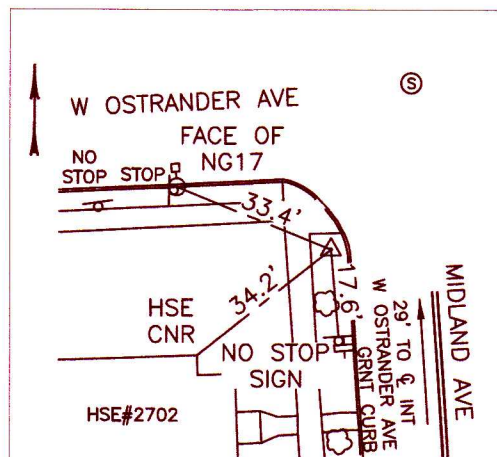 Ⓢ
W OSTRANDER AVE
FACE OF
NG17
NO
STOP
STOP
33.4'
34.2'
17.6'
HSE
CNR
NO STOP
SIGN
HSE#2702
29' TO ℄ INT
W OSTRANDER AVE
GRNT CURB
MIDLAND AVE